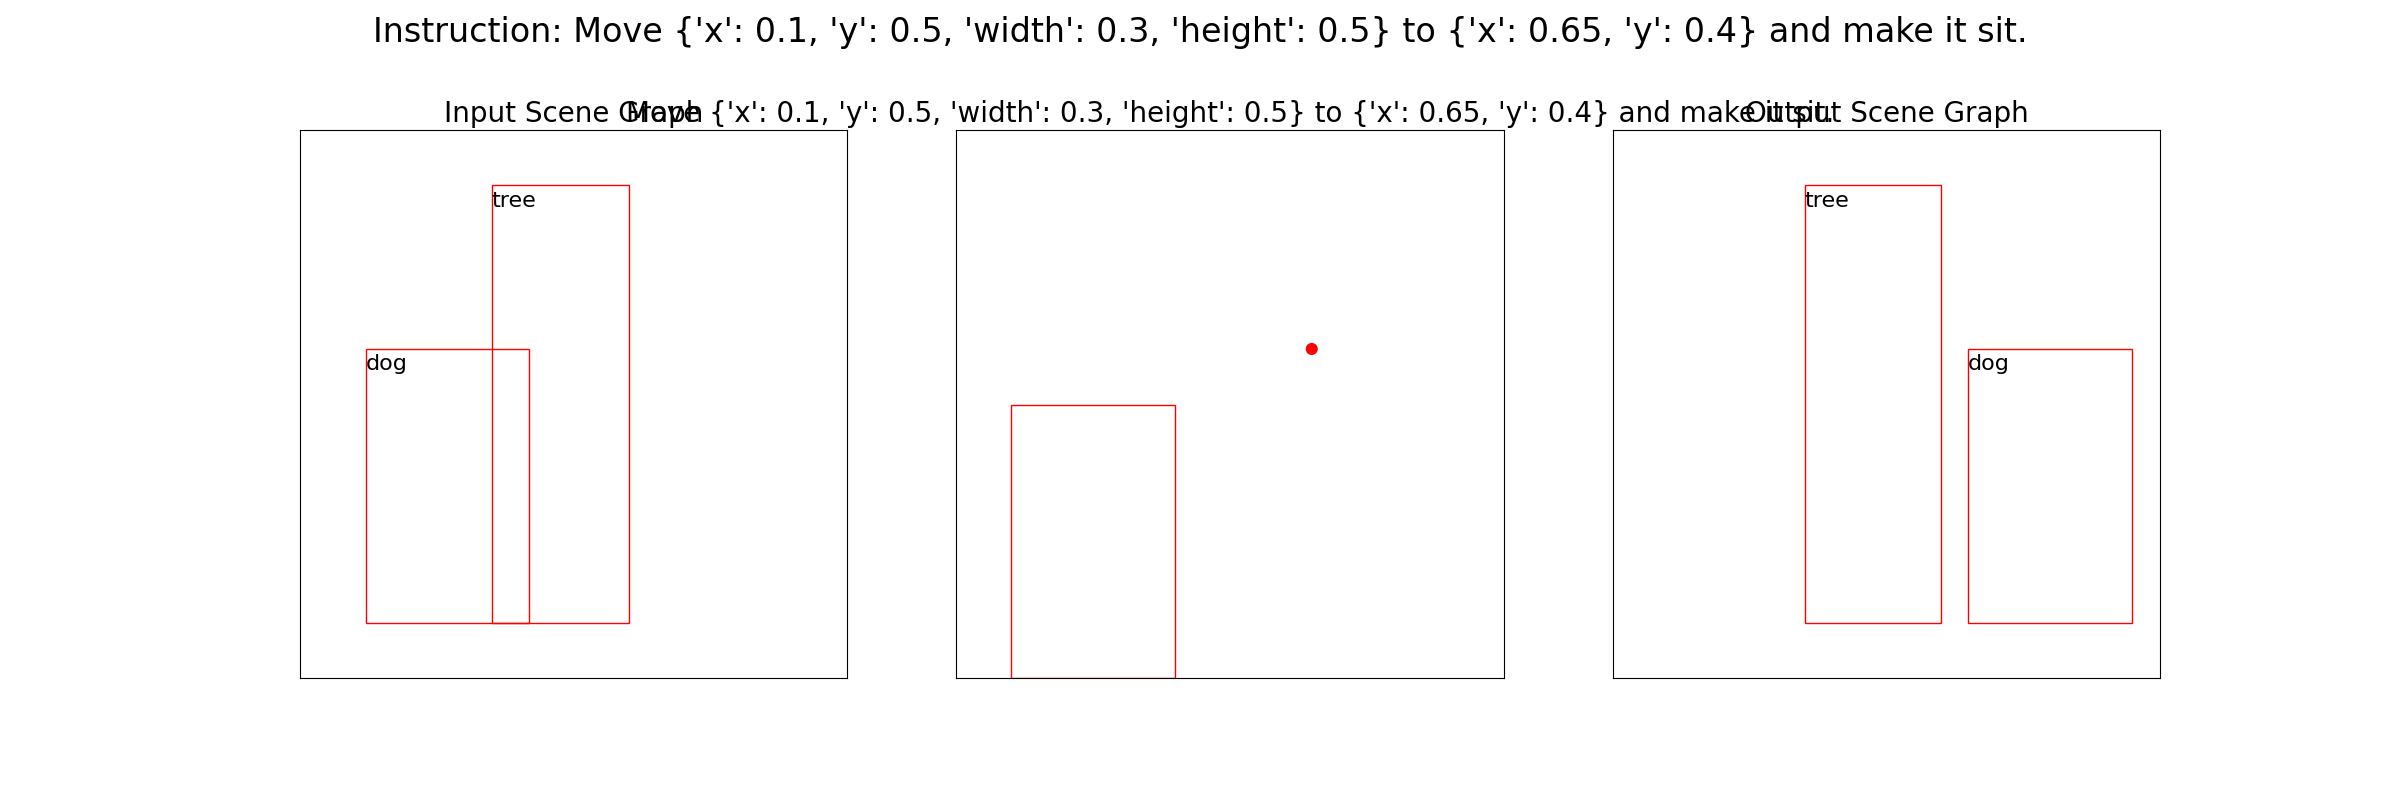 Instruction: Move {'x': 0.1, 'y': 0.5, 'width': 0.3, 'height': 0.5} to {'x': 0.65, 'y': 0.4} and make it sit.
Input Scene Graph
Move {'x': 0.1, 'y': 0.5, 'width': 0.3, 'height': 0.5} to {'x': 0.65, 'y': 0.4} and make it sit.
Output Scene Graph
tree
dog
tree
dog